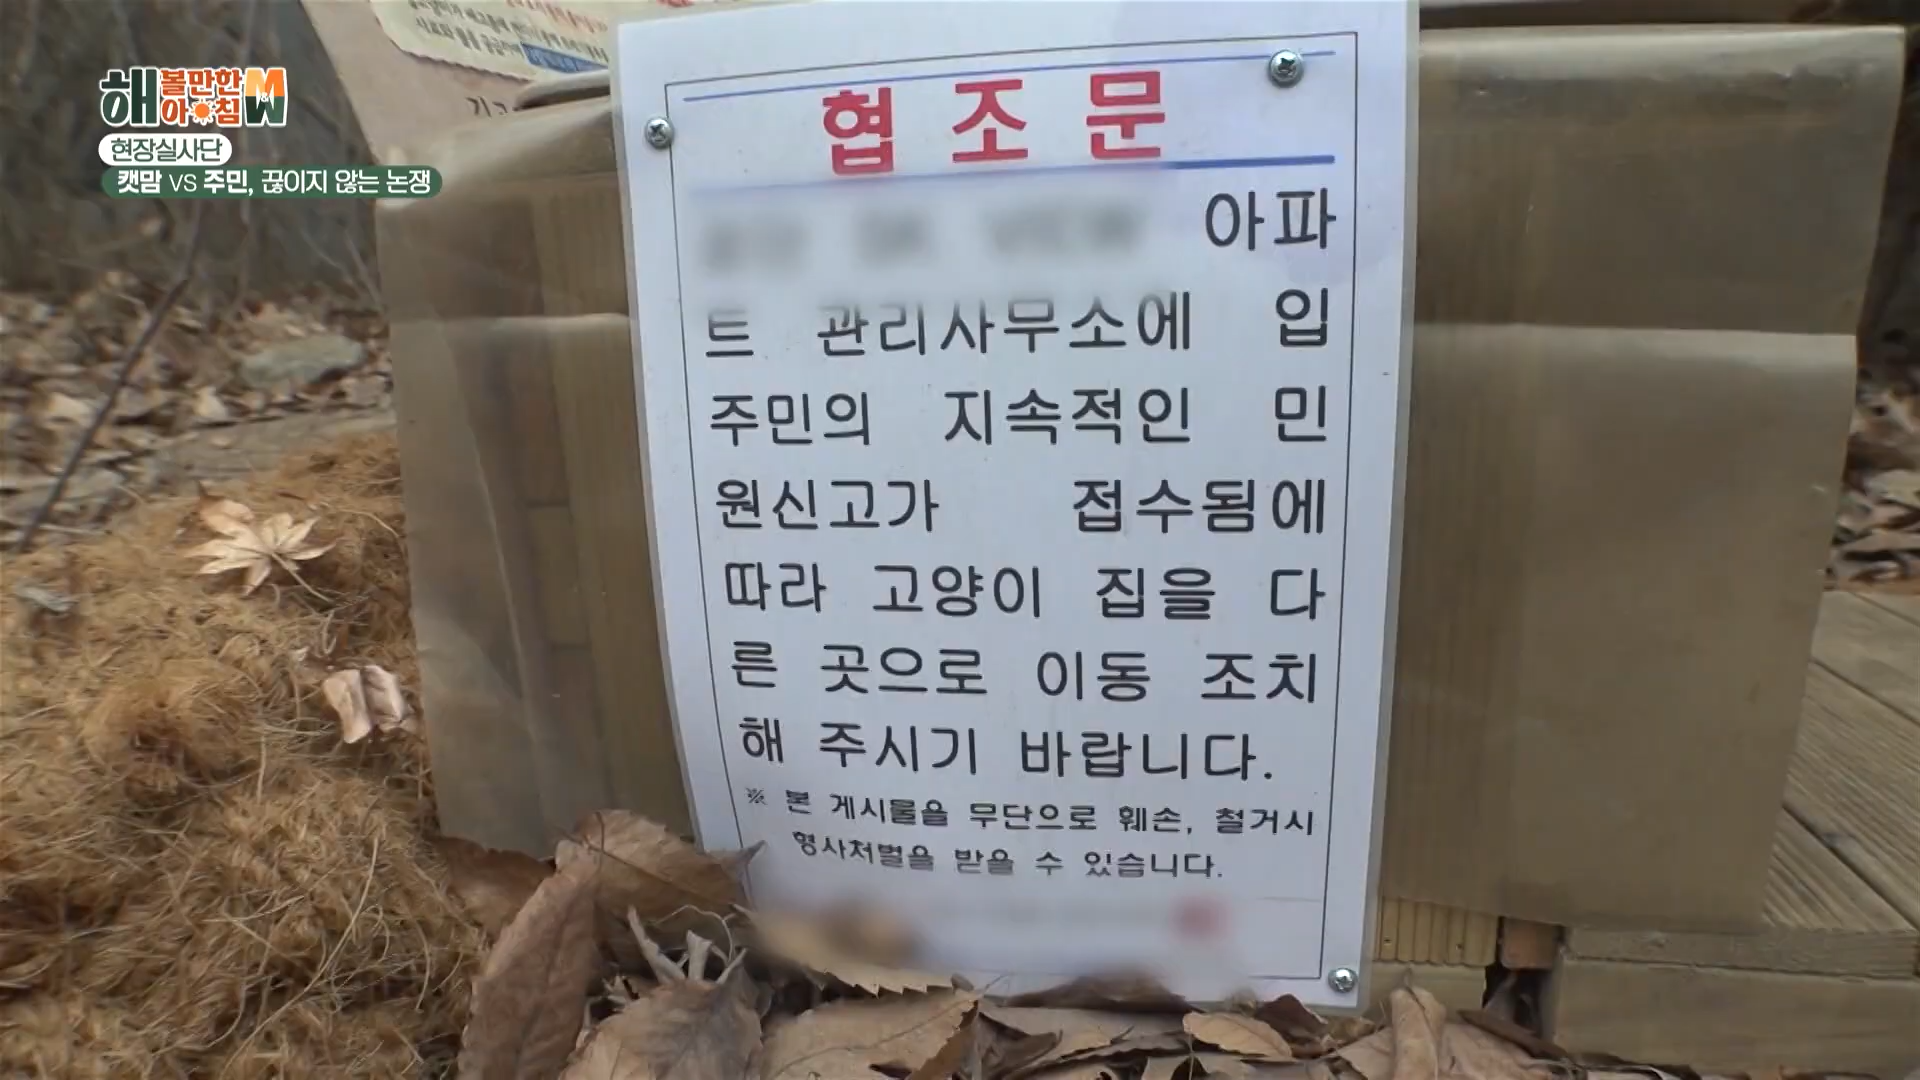 해볼만한
아침 M&W
현장실사단
캣맘 VS 주민, 끊이지 않는 논쟁
협조문
아파
트 관리사무소에 입
주민의 지속적인 민
원신고가 접수됨에
따라 고양이 집을 다
른 곳으로 이동 조치
해 주시기 바랍니다.
※ 본 게시물을 무단으로 훼손, 철거시
형사처벌을 받을 수 있습니다.